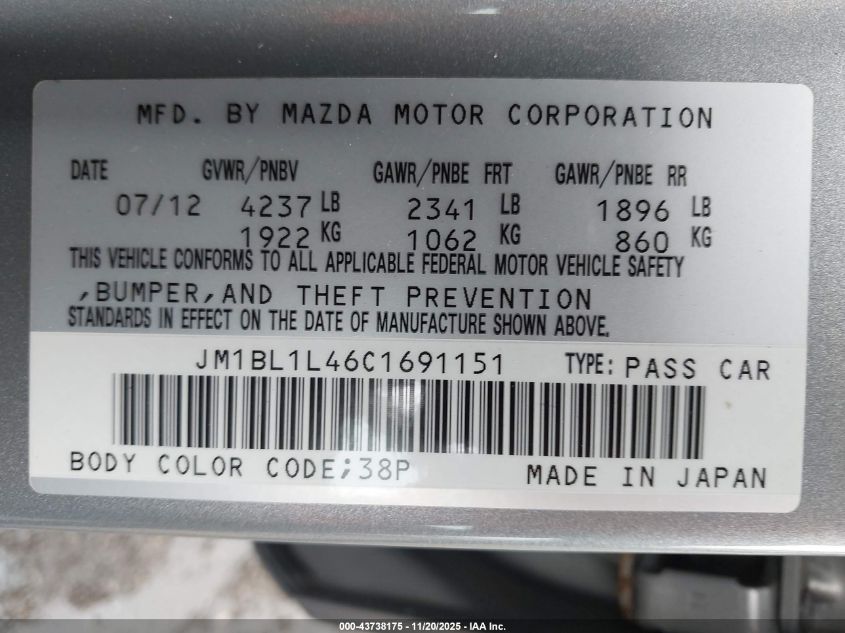 MFD. BY MAZDA MOTOR CORPORATION
DATE GVWR/PNBV GAWR/PNBE FRT GAWR/PNBE RR
07/12 4237 LB 2341 LB 1896 LB
1922 KG 1062 KG 860 KG
THIS VEHICLE CONFORMS TO ALL APPLICABLE FEDERAL MOTOR VEHICLE SAFETY
,BUMPER,AND THEFT PREVENTION
STANDARDS IN EFFECT ON THE DATE OF MANUFACTURE SHOWN ABOVE.
JM1BL1L46C1691151 TYPE: PASS CAR
BODY COLOR CODE;38P MADE IN JAPAN
000-43738175 - 11/20/2025 - IAA Inc.